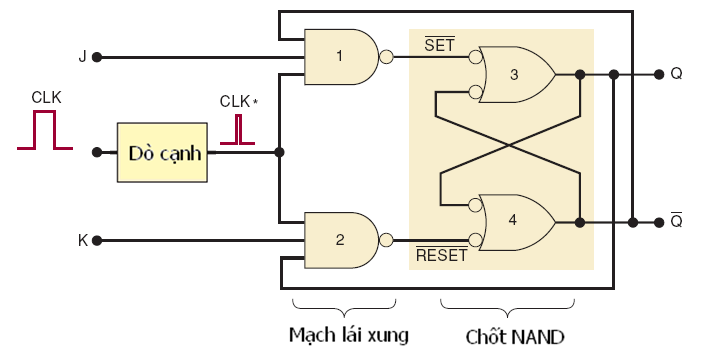 1
SET
3
J
Q
CLK
CLK*
Dò cạnh
4
Q
2
K
RESET
Mạch lái xung
Chốt NAND